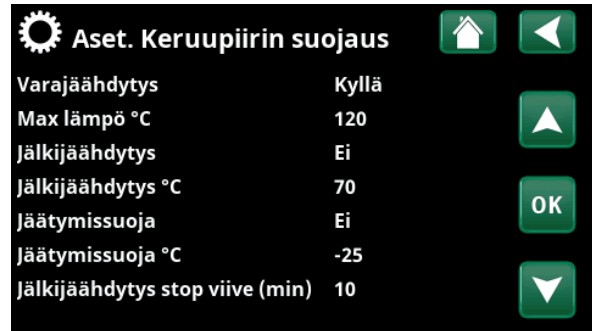 Aset. Keruupiirin suojaus
Varajäähdytys Kyllä
Max lämpö °C 120
Jälkijäähdytys Ei
Jälkijäähdytys °C 70
Jäätymissuoja Ei
Jäätymissuoja °C -25
Jälkijäähdytys stop viive (min) 10
OK